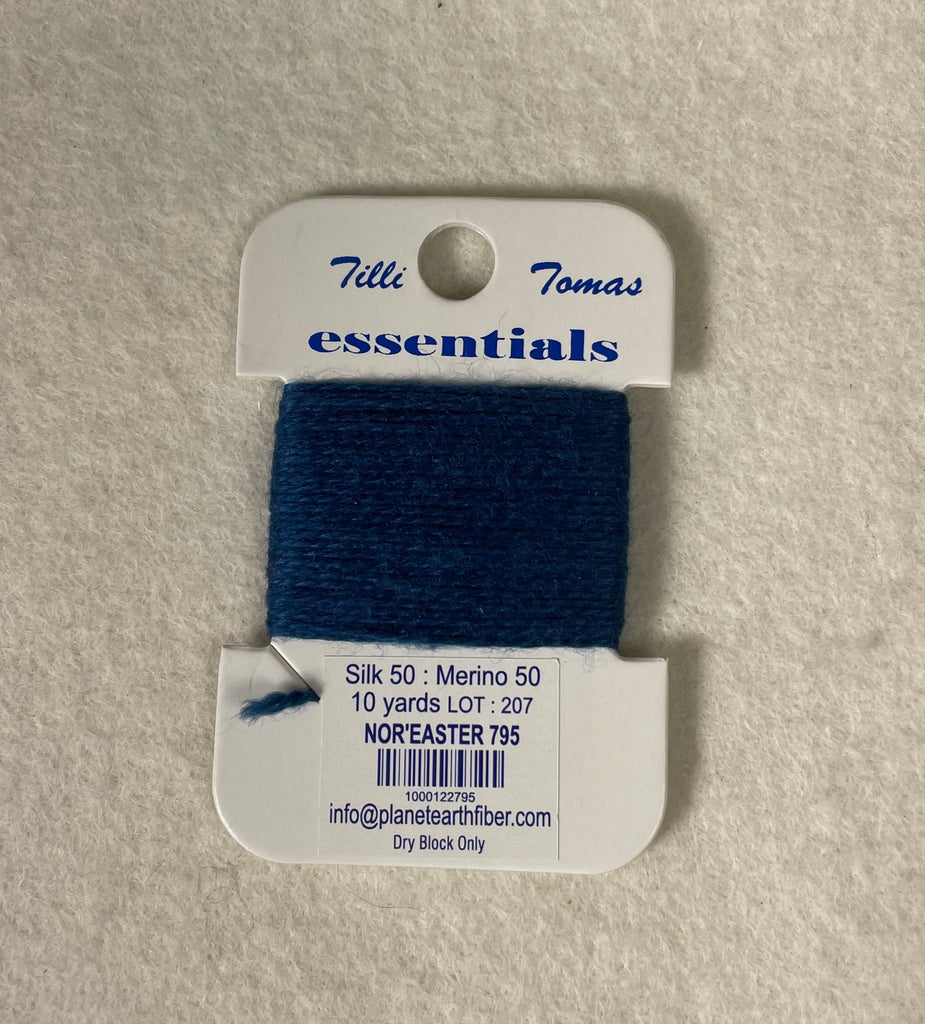 Tilli Tomas
essentials
Silk 50 : Merino 50
10 yards LOT : 207
NOR'EASTER 795
1000122795
info@planetearthfiber.com
Dry Block Only